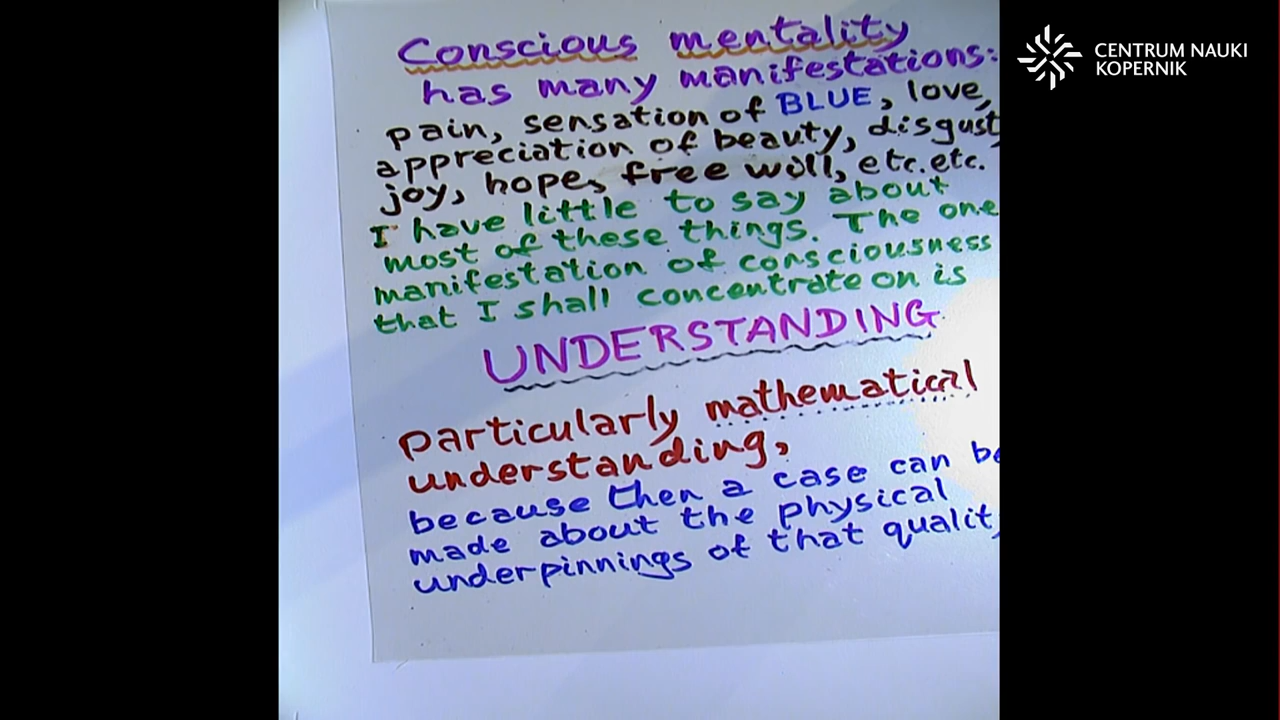 Conscious mentality
has many manifestations:
pain, sensation of BLUE, love,
appreciation of beauty, disgust
joy, hope, free will, etc.etc.
I have little to say about
most of these things. The one
manifestation of consciousness
that I shall concentrate on is
UNDERSTANDING
particularly mathematical
understanding,
because then a case can be
made about the physical
underpinnings of that qualit
CENTRUM NAUKI
KOPERNIK